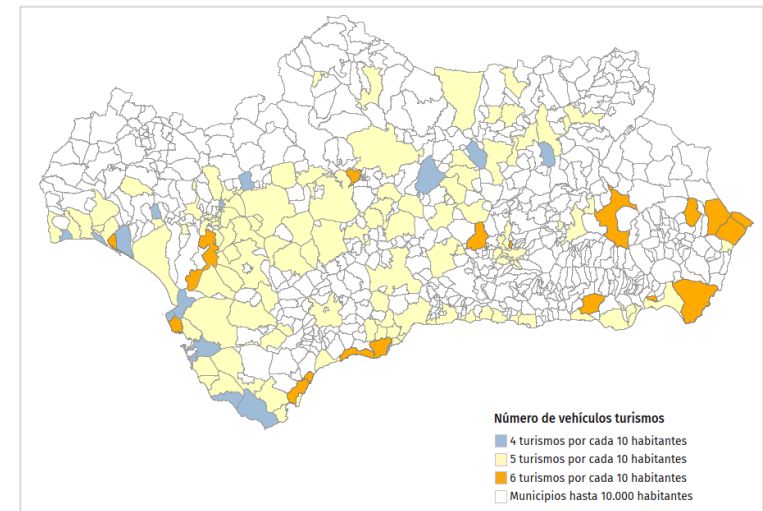 Número de vehículos turismos
4 turismos por cada 10 habitantes
5 turismos por cada 10 habitantes
6 turismos por cada 10 habitantes
Municipios hasta 10.000 habitantes